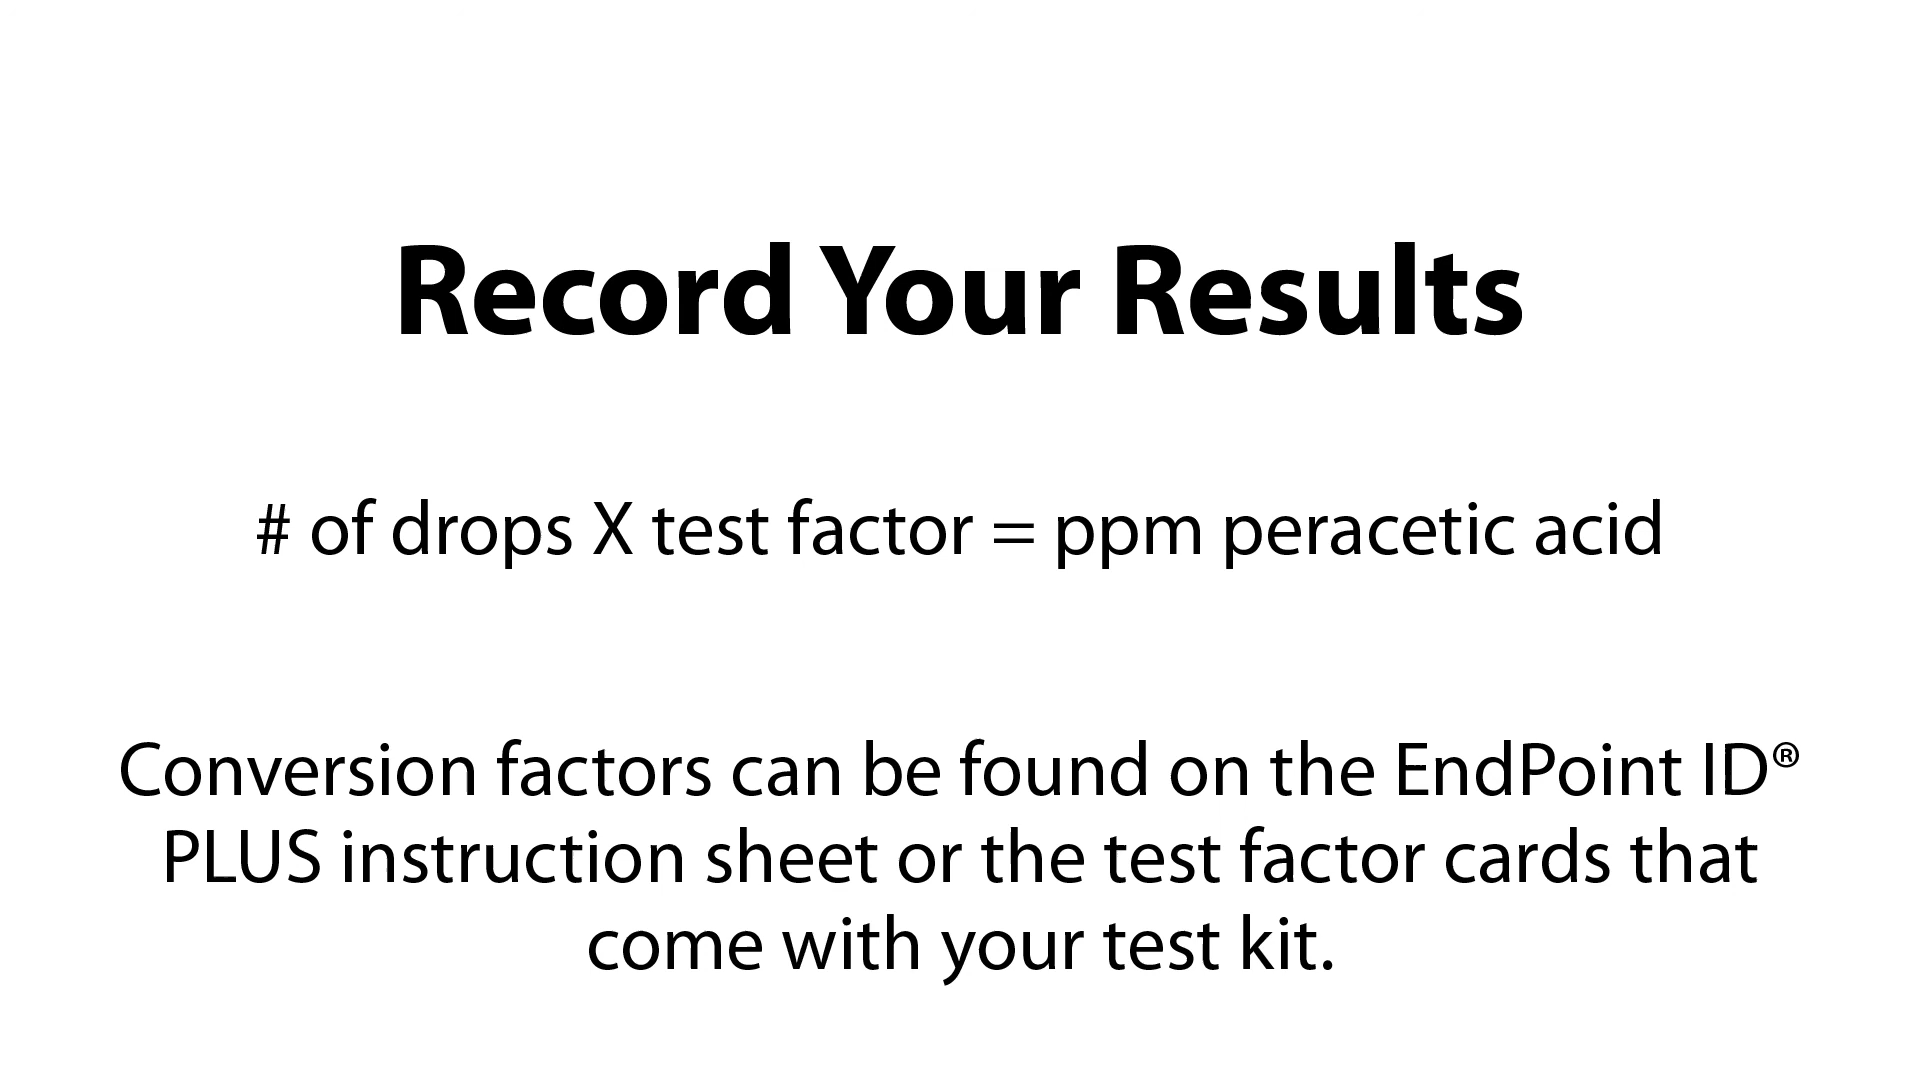 Record Your Results
# of drops X test factor = ppm peracetic acid
Conversion factors can be found on the EndPoint ID®
PLUS instruction sheet or the test factor cards that
come with your test kit.